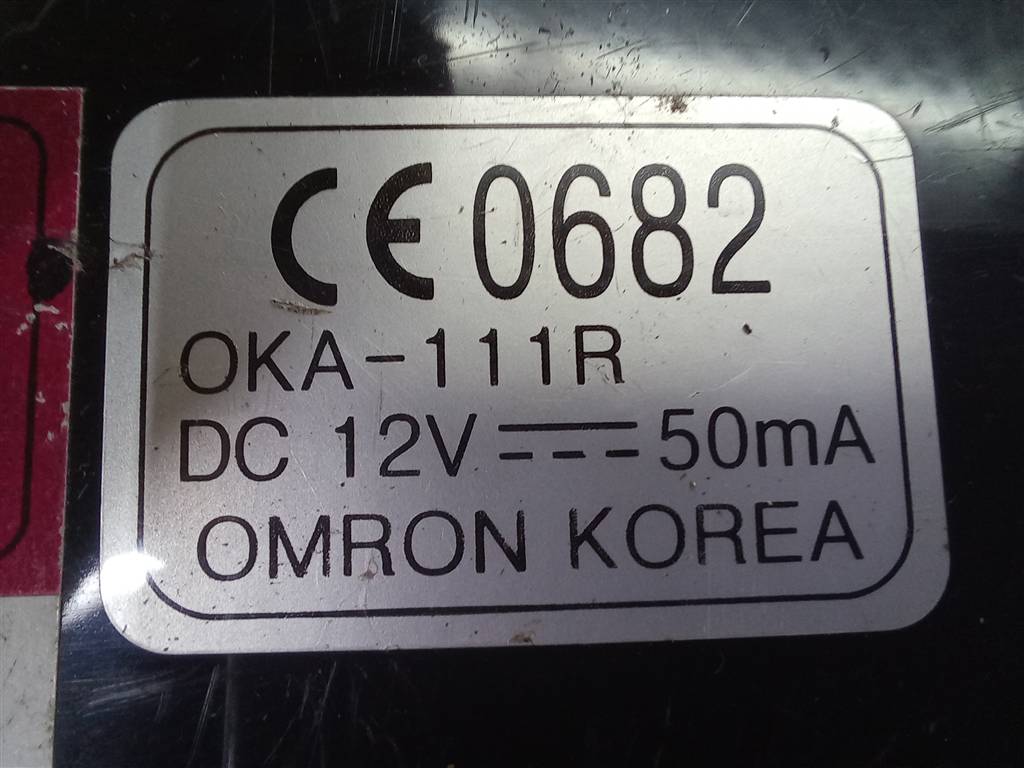 CE 0682
OKA-111R
DC 12V ⎓ 50mA
OMRON KOREA